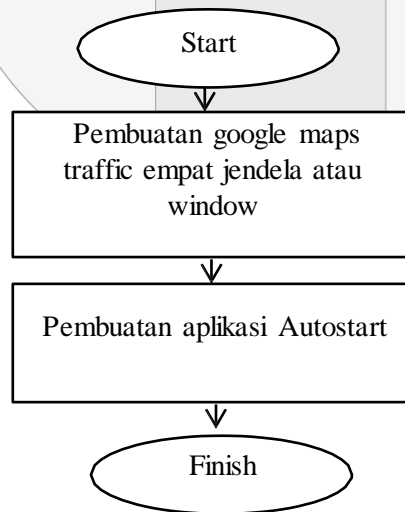 Start
Pembuatan google maps
traffic empat jendela atau
window
Pembuatan aplikasi Autostart
Finish